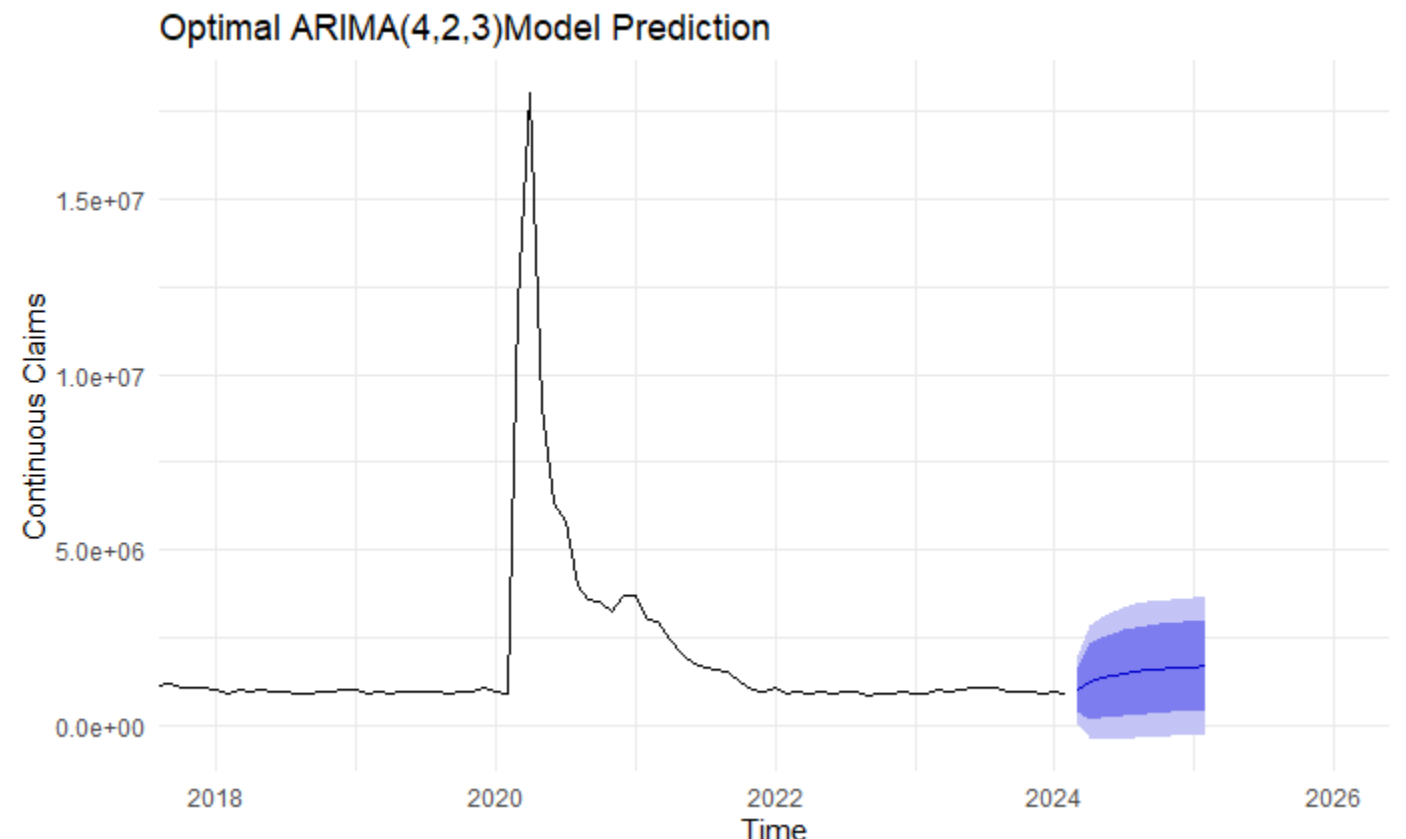 Optimal ARIMA(4,2,3)Model Prediction
Continuous Claims
1.5e+07
1.0e+07
5.0e+06
0.0e+00
2018 2020 2022 2024 2026
Time